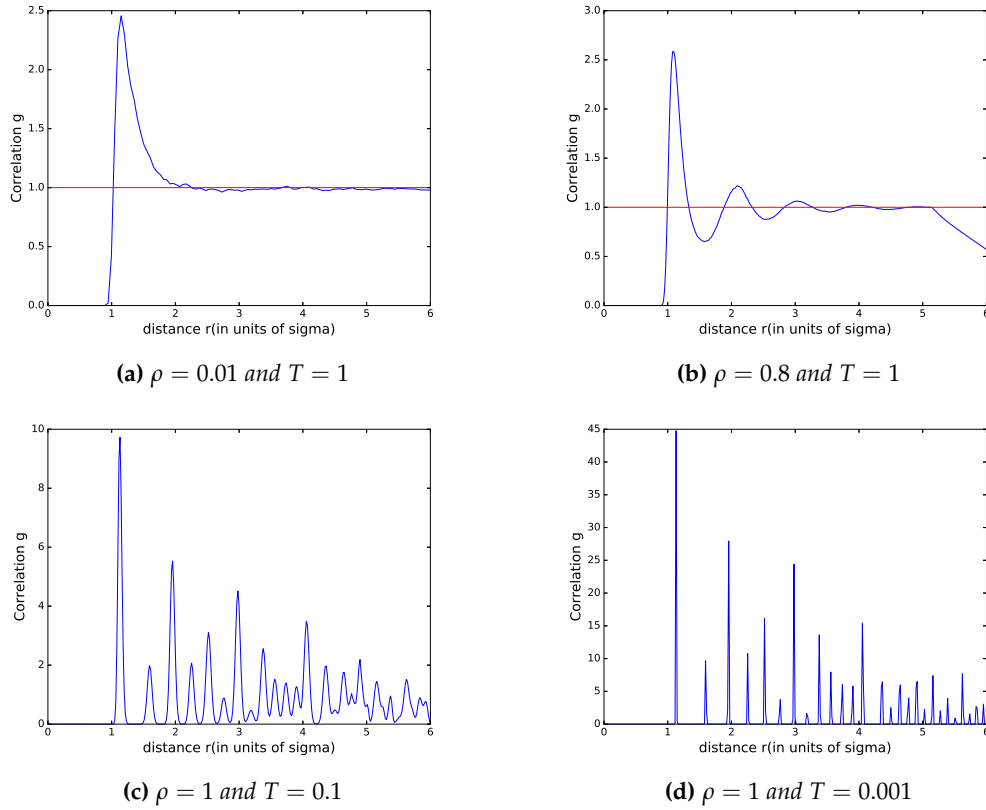 2.5
2.0
1.5
1.0
0.5
0.0
0 1 2 3 4 5 6
Correlation g
distance r(in units of sigma)
(a) ρ = 0.01 and T = 1
3.0
2.5
2.0
1.5
1.0
0.5
0.0
0 1 2 3 4 5 6
Correlation g
distance r(in units of sigma)
(b) ρ = 0.8 and T = 1
10
8
6
4
2
0
0 1 2 3 4 5 6
Correlation g
distance r(in units of sigma)
(c) ρ = 1 and T = 0.1
45
40
35
30
25
20
15
10
5
0
0 1 2 3 4 5 6
Correlation g
distance r(in units of sigma)
(d) ρ = 1 and T = 0.001